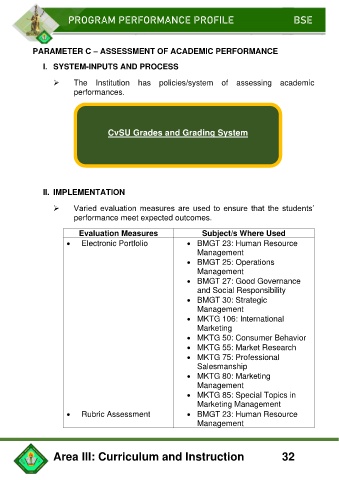 PROGRAM PERFORMANCE PROFILE BSE
PARAMETER C – ASSESSMENT OF ACADEMIC PERFORMANCE
I. SYSTEM-INPUTS AND PROCESS
➢ The Institution has policies/system of assessing academic
performances.
CvSU Grades and Grading System
II. IMPLEMENTATION
➢ Varied evaluation measures are used to ensure that the students’
performance meet expected outcomes.
Evaluation Measures Subject/s Where Used
• Electronic Portfolio • BMGT 23: Human Resource
Management
• BMGT 25: Operations
Management
• BMGT 27: Good Governance
and Social Responsibility
• BMGT 30: Strategic
Management
• MKTG 106: International
Marketing
• MKTG 50: Consumer Behavior
• MKTG 55: Market Research
• MKTG 75: Professional
Salesmanship
• MKTG 80: Marketing
Management
• MKTG 85: Special Topics in
Marketing Management
• Rubric Assessment • BMGT 23: Human Resource
Management
Area III: Curriculum and Instruction 32